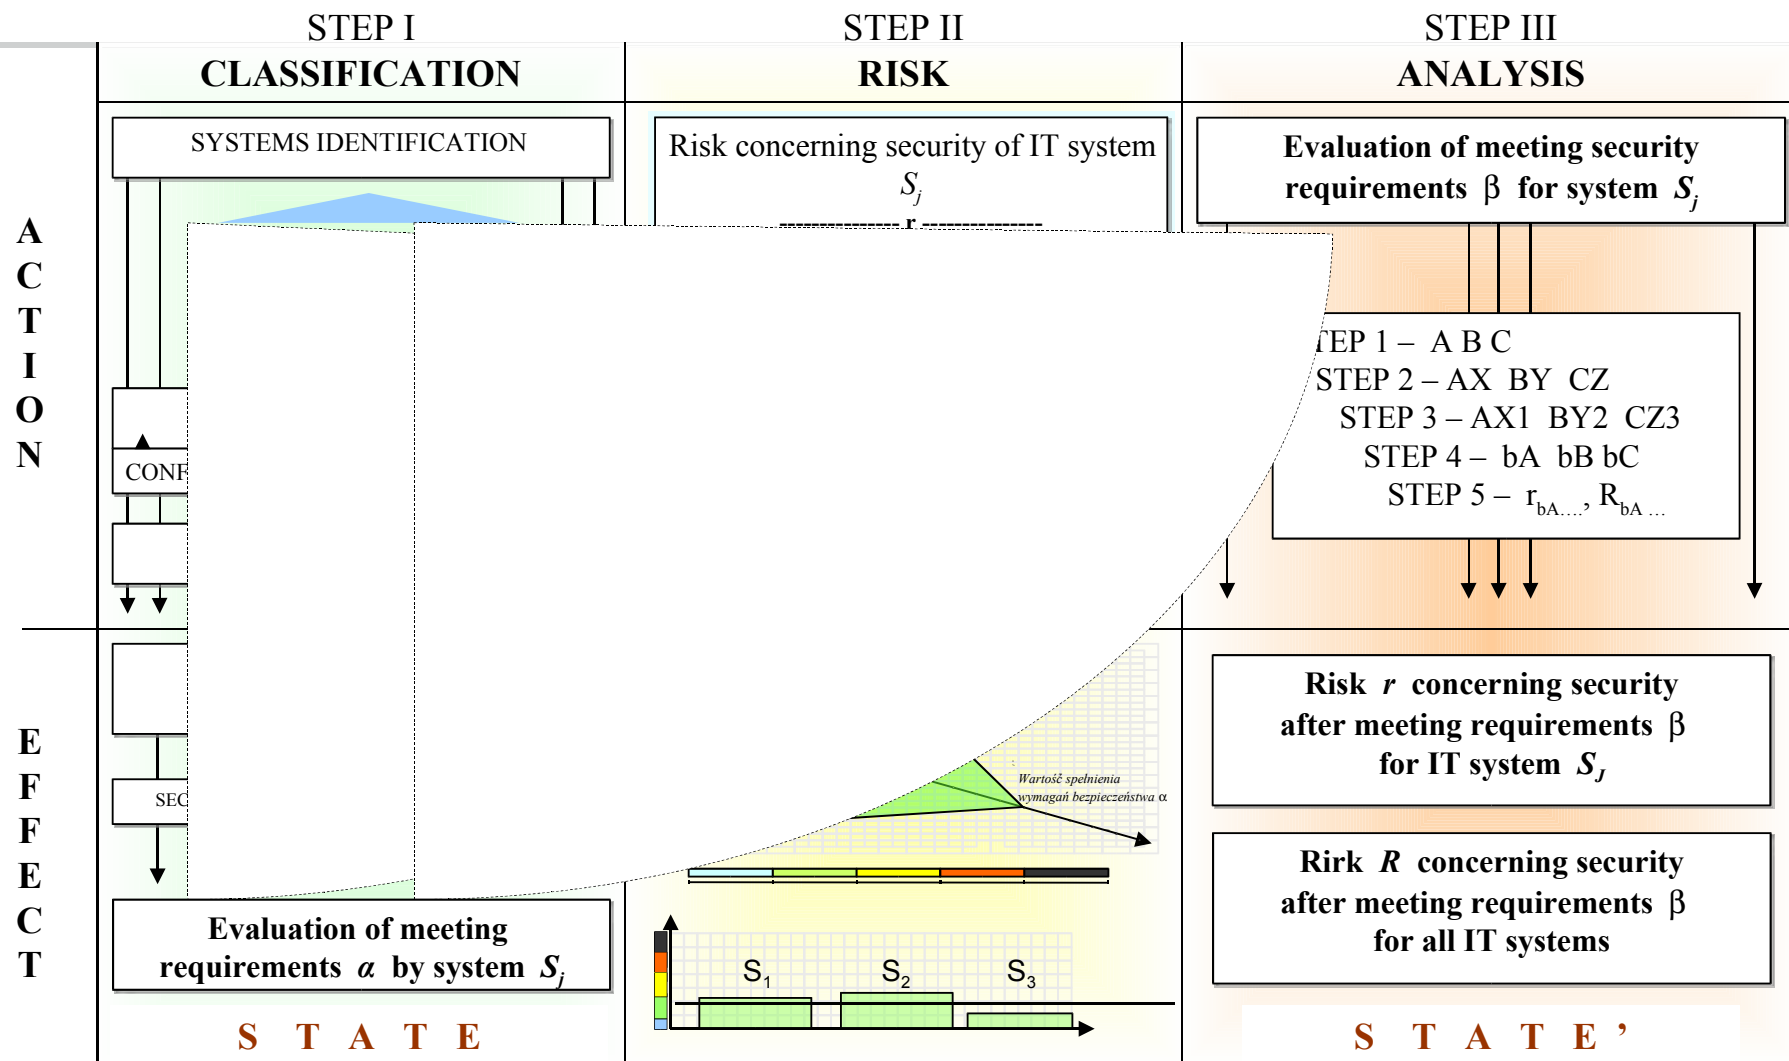 STEP I
STEP II
STEP III
CLASSIFICATION
RISK
ANALYSIS
ACTION
SYSTEMS IDENTIFICATION
Risk concerning security of IT system
Sj
------------------ r ------------------
Evaluation of meeting security
requirements β for system Sj
A B C
STEP 2 – AX BY CZ
STEP 3 – AX1 BY2 CZ3
STEP 4 – bA bB bC
STEP 5 – rbA...., RbA ...
EFFECT
Wartośč spełnienia
wymagań bezpieczeństwa α
Evaluation of meeting
requirements α by system Sj
S1 S2 S3
Risk r concerning security
after meeting requirements β
for IT system SJ
Rirk R concerning security
after meeting requirements β
for all IT systems
S T A T E
S T A T E ’